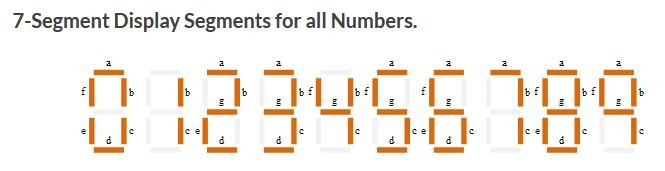 7-Segment Display Segments for all Numbers.
a a a a a a a a
f b b b b f b f f b f b f b
g g g g g g g
e c c e c c c e c c e c c
d d d d d d